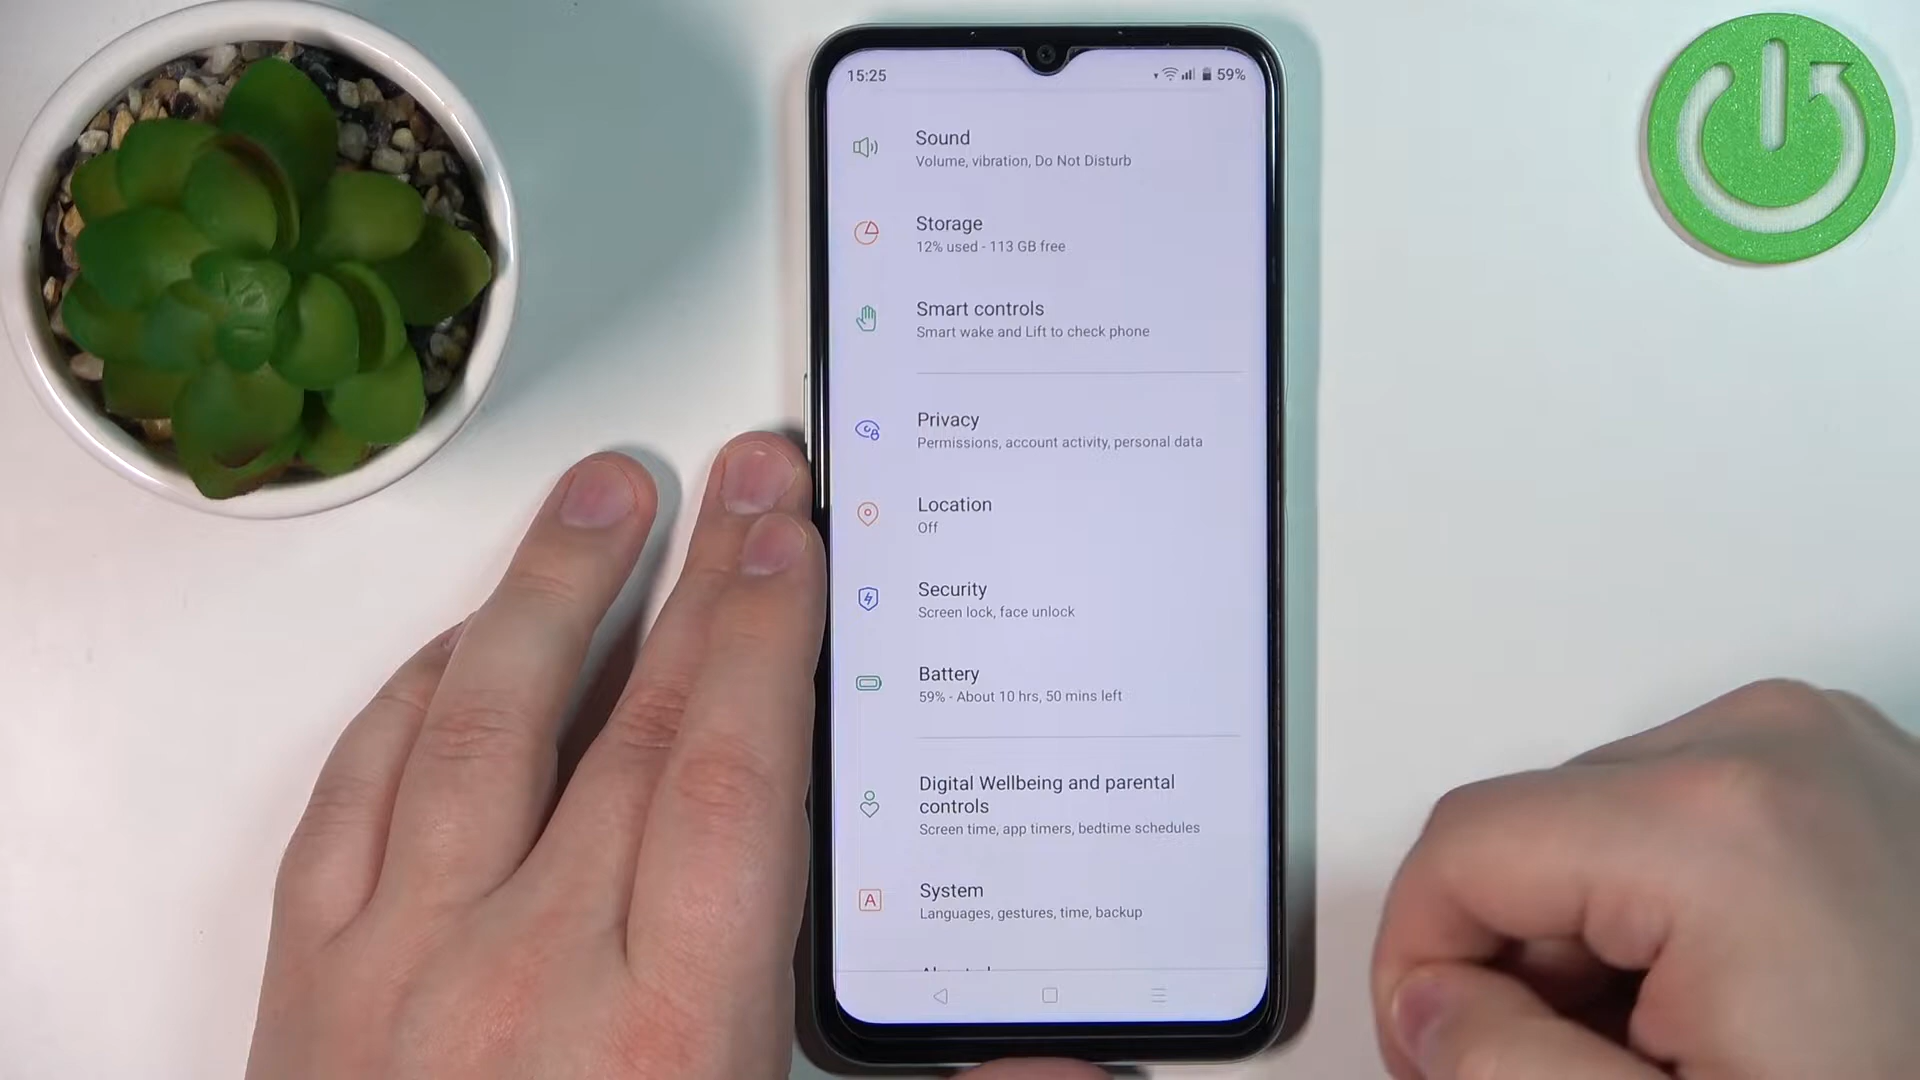 15:25
59%
Sound
Volume, vibration, Do Not Disturb
Storage
12% used - 113 GB free
Smart controls
Smart wake and Lift to check phone
Privacy
Permissions, account activity, personal data
Location
Off
Security
Screen lock, face unlock
Battery
59% - About 10 hrs, 50 mins left
Digital Wellbeing and parental
controls
Screen time, app timers, bedtime schedules
A
System
Languages, gestures, time, backup